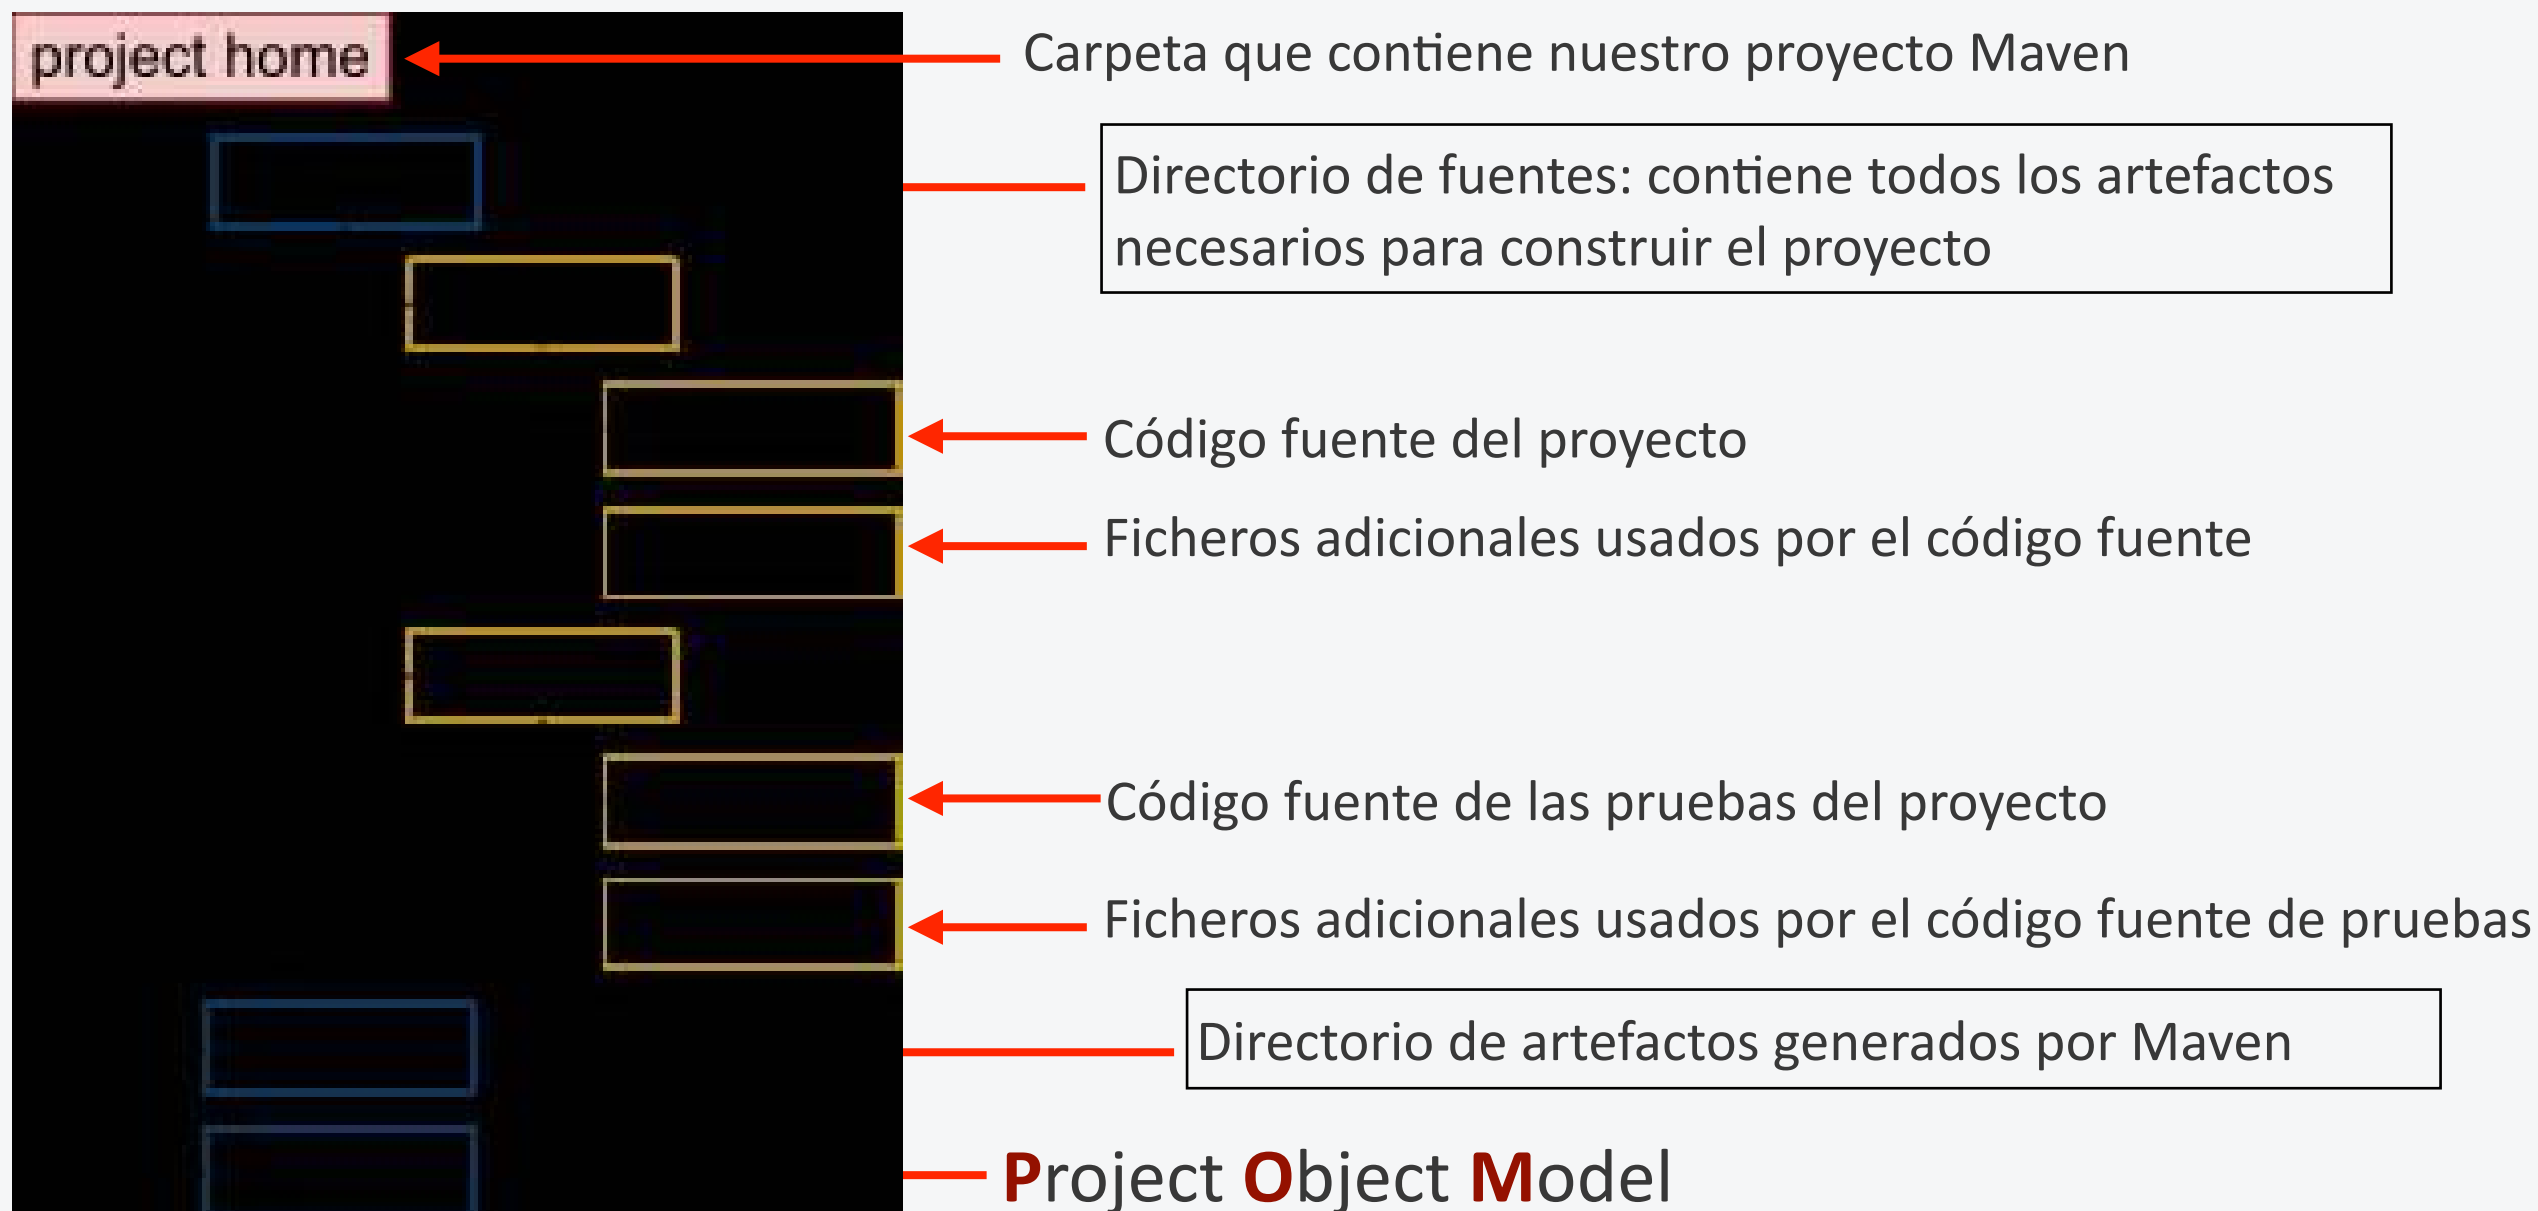 project home
Carpeta que contiene nuestro proyecto Maven
Directorio de fuentes: contiene todos los artefactos
necesarios para construir el proyecto
Código fuente del proyecto
Ficheros adicionales usados por el código fuente
Código fuente de las pruebas del proyecto
Ficheros adicionales usados por el código fuente de pruebas
Directorio de artefactos generados por Maven
Project Object Model